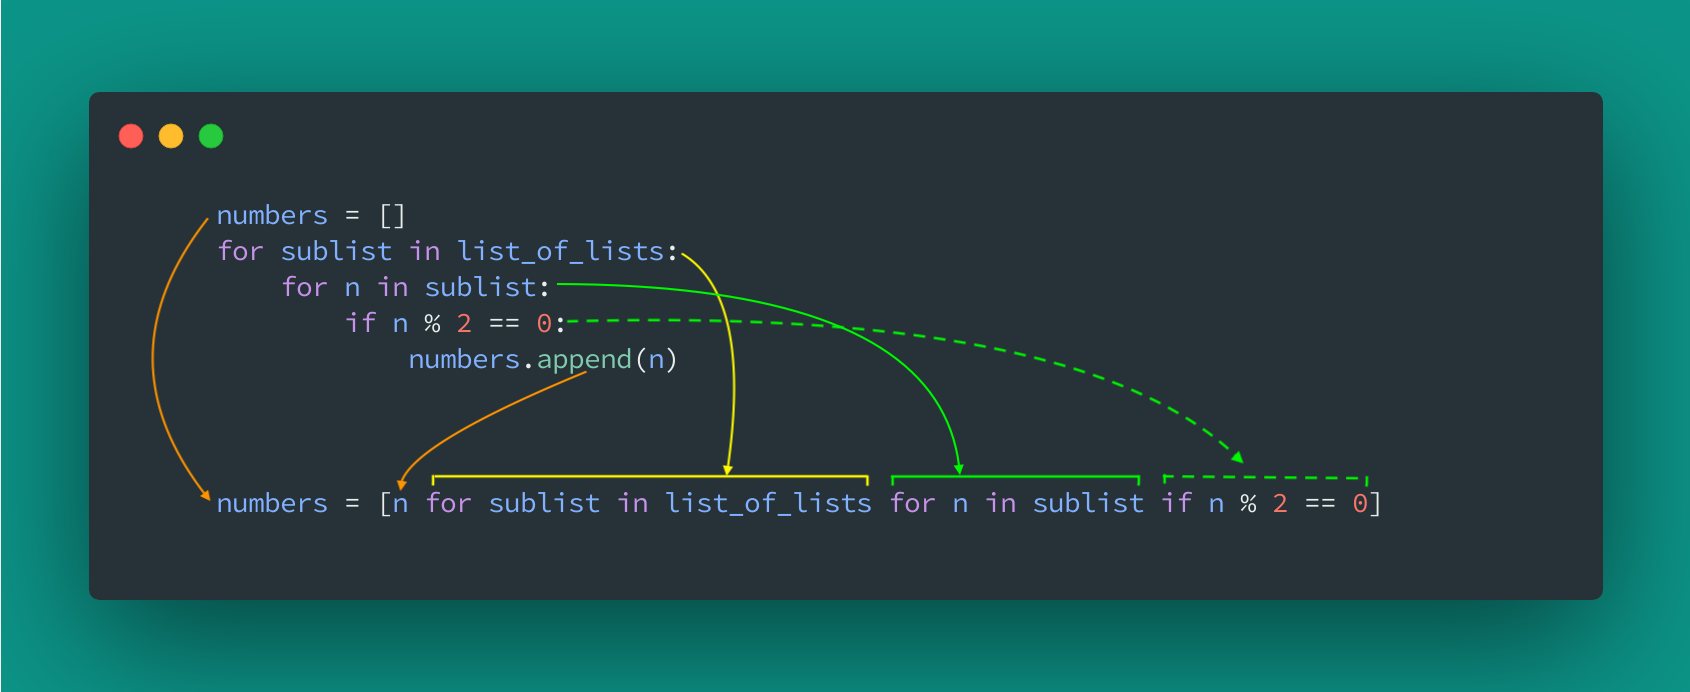 numbers = []
for sublist in list_of_lists:
    for n in sublist:
        if n % 2 == 0:
            numbers.append(n)
numbers = [n for sublist in list_of_lists for n in sublist if n % 2 == 0]